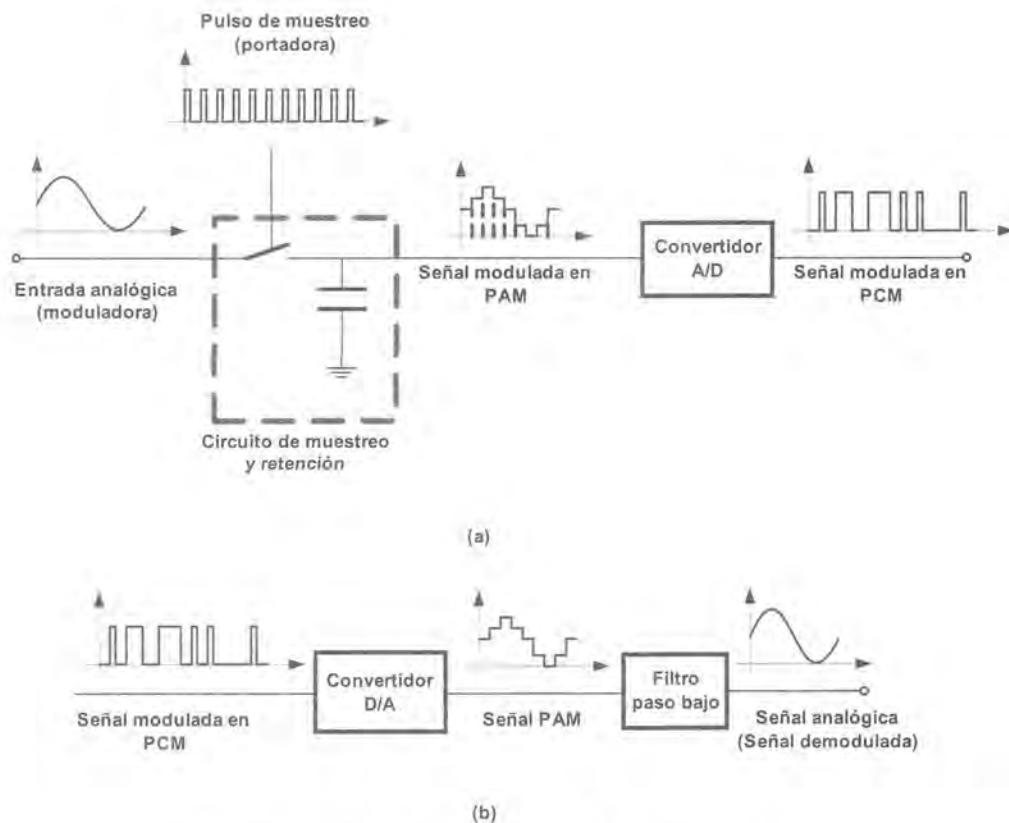 Pulso de muestreo
(portadora)
Entrada analógica
(moduladora)
Circuito de muestreo
y retención
Señal modulada en
PAM
Convertidor
A/D
Señal modulada en
PCM
(a)
Señal modulada en
PCM
Convertidor
D/A
Señal PAM
Filtro
paso bajo
Señal analógica
(Señal demodulada)
(b)